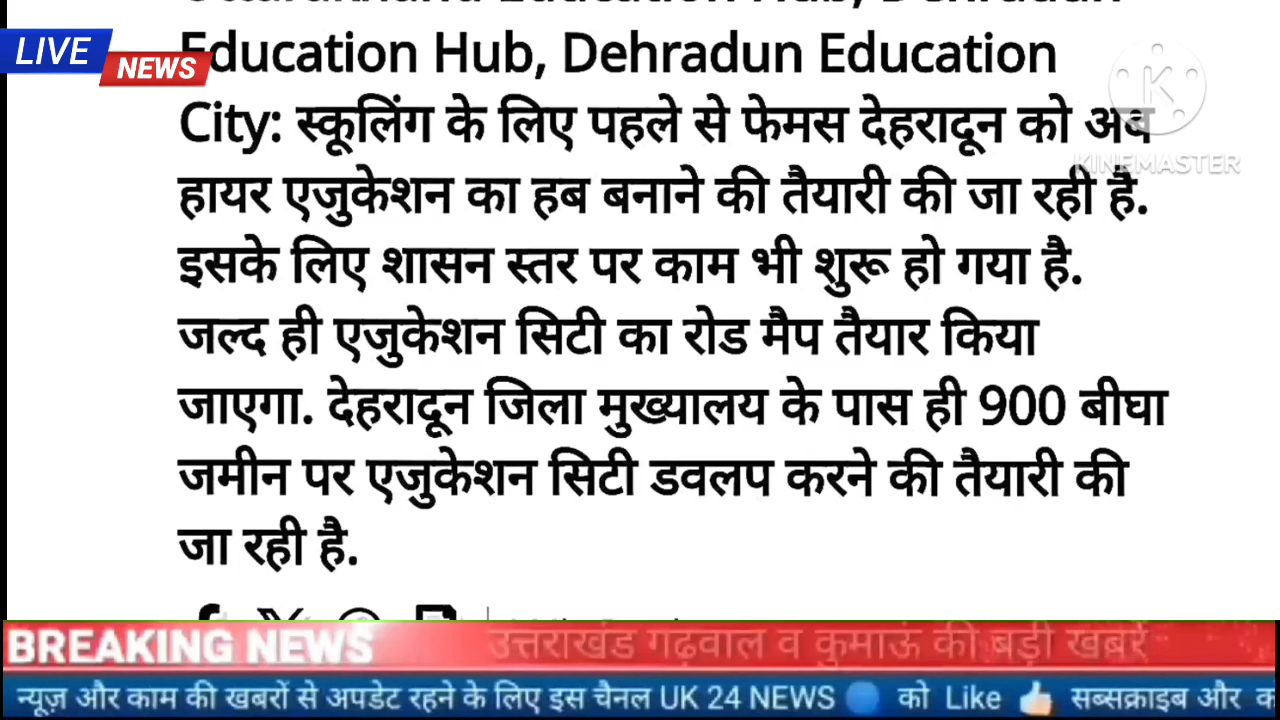 Education Hub, Dehradun Education
City: स्कूलिंग के लिए पहले से फेमस देहरादून को अब
हायर एजुकेशन का हब बनाने की तैयारी की जा रही है.
इसके लिए शासन स्तर पर काम भी शुरू हो गया है.
जल्द ही एजुकेशन सिटी का रोड मैप तैयार किया
जाएगा. देहरादून जिला मुख्यालय के पास ही 900 बीघा
जमीन पर एजुकेशन सिटी डवलप करने की तैयारी की
जा रही है.
LIVE
NEWS
K
KINEMASTER
BREAKING NEWS उत्तराखंड गढ़वाल व कुमाऊं की बड़ी खबरें
न्यूज़ और काम की खबरों से अपडेट रहने के लिए इस चैनल UK 24 NEWS 🔵 को Like 👍 सब्सक्राइब और